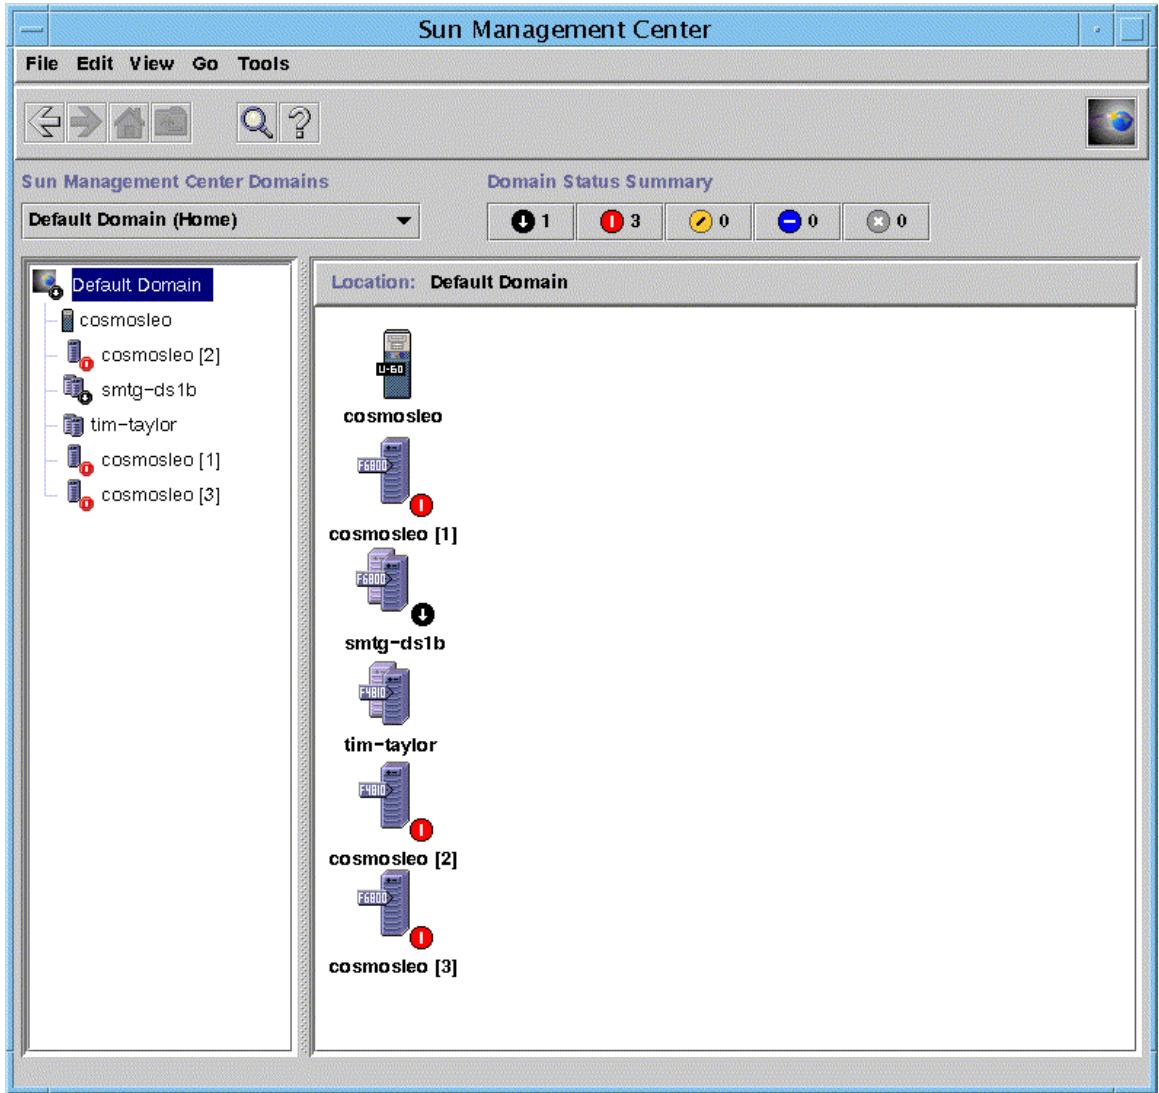 Sun Management Center
File Edit View Go Tools
Sun Management Center Domains
Domain Status Summary
Default Domain (Home)
1 3 0 0 0
Default Domain
cosmosleo
cosmosleo [2]
smtg-ds1b
tim-taylor
cosmosleo [1]
cosmosleo [3]
Location: Default Domain
U-60
cosmosleo
F6800
cosmosleo [1]
F6800
smtg-ds1b
F4810
tim-taylor
F4810
cosmosleo [2]
F6800
cosmosleo [3]